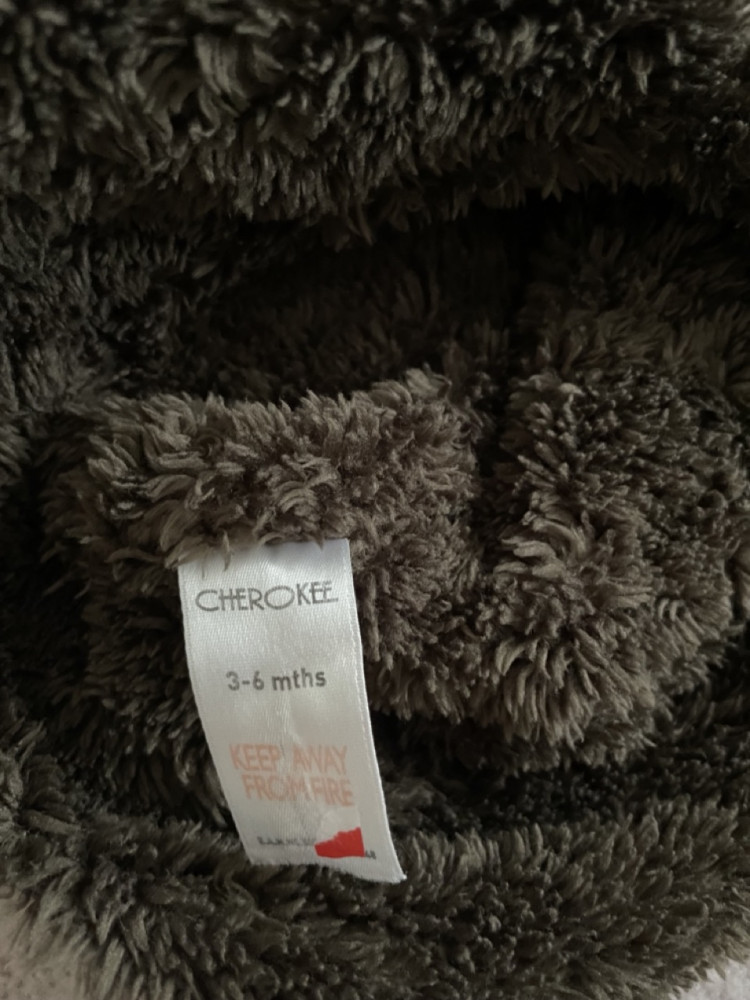 CHEROKEE
3-6 mths
KEEP AWAY
FROM FIRE